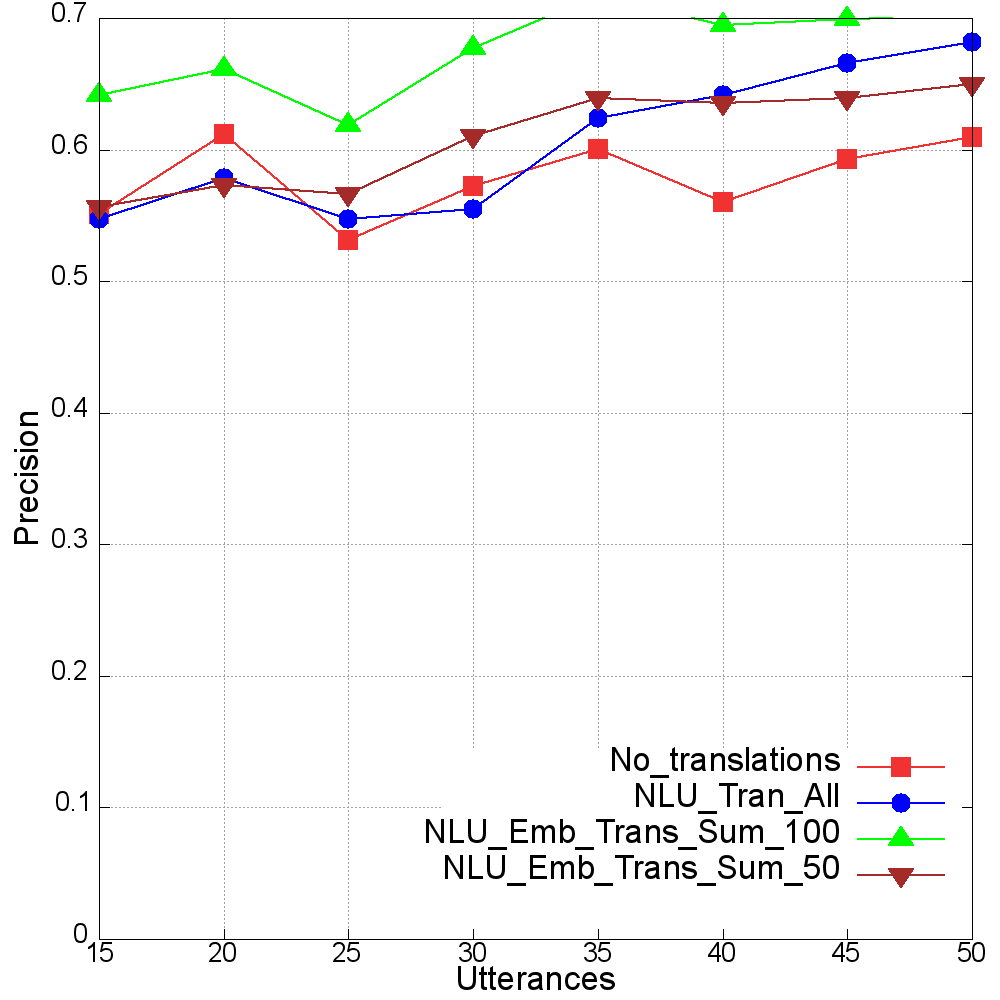 0.7
0.6
0.5
0.4
0.3
0.2
0.1
0
Precision
No_translations
NLU_Tran_All
NLU_Emb_Trans_Sum_100
NLU_Emb_Trans_Sum_50
15 20 25 30 35 40 45 50
Utterances